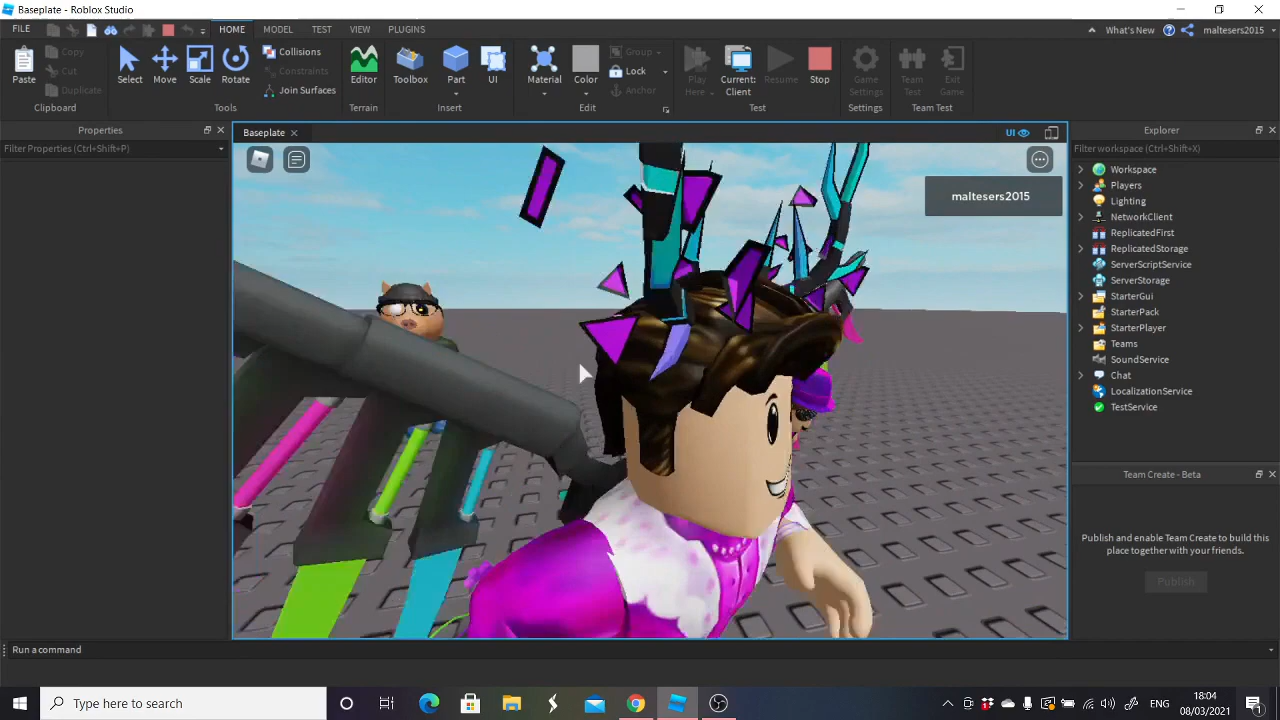 Baseplate - Roblox Studio
FILE
HOME
MODEL
TEST
VIEW
PLUGINS
What's New
maltesers2015
Paste
Copy
Cut
Duplicate
Clipboard
Select
Move
Scale
Rotate
Collisions
Constraints
Join Surfaces
Tools
Editor
Terrain
Toolbox
Part
UI
Insert
Material
Color
Group
Lock
Anchor
Edit
Play
Here
Current:
Client
Resume
Stop
Test
Game
Settings
Settings
Team
Test
Exit
Game
Team Test
Properties
Filter Properties (Ctrl+Shift+P)
Baseplate
UI
maltesers2015
Explorer
Filter workspace (Ctrl+Shift+X)
Workspace
Players
Lighting
NetworkClient
ReplicatedFirst
ReplicatedStorage
ServerScriptService
ServerStorage
StarterGui
StarterPack
StarterPlayer
Teams
SoundService
Chat
LocalizationService
TestService
Team Create - Beta
Publish and enable Team Create to build this
place together with your friends.
Publish
Run a command
Type here to search
ENG
18:04
08/03/2021
1